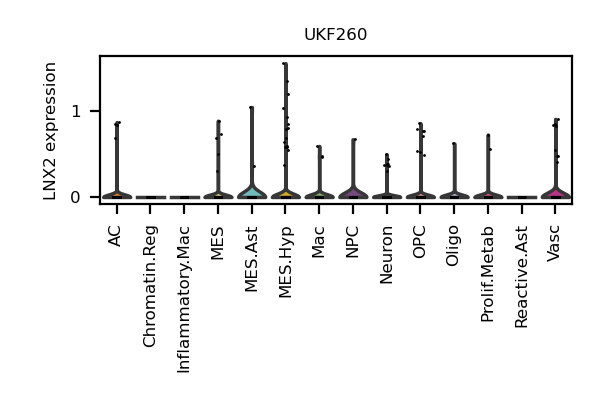 UKF260
LNX2 expression
1
0
AC
Chromatin.Reg
Inflammatory.Mac
MES
MES.Ast
MES.Hyp
Mac
NPC
Neuron
OPC
Oligo
Prolif.Metab
Reactive.Ast
Vasc